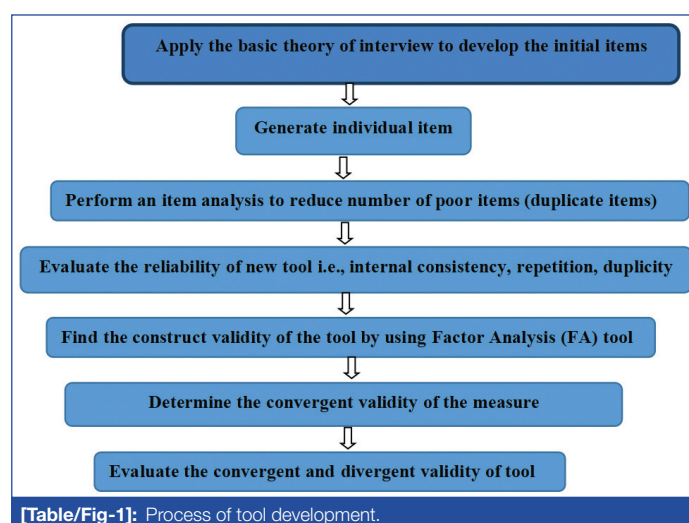 Apply the basic theory of interview to develop the initial items
Generate individual item
Perform an item analysis to reduce number of poor items (duplicate items)
Evaluate the reliability of new tool i.e., internal consistency, repetition, duplicity
Find the construct validity of the tool by using Factor Analysis (FA) tool
Determine the convergent validity of the measure
Evaluate the convergent and divergent validity of tool
[Table/Fig-1]: Process of tool development.